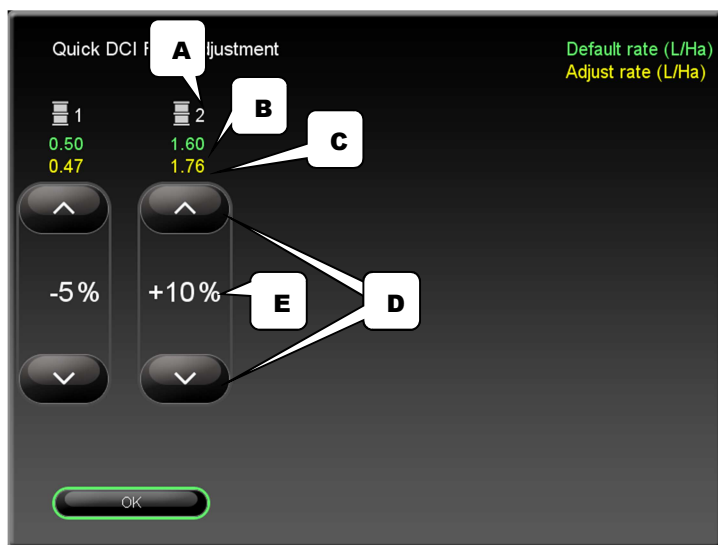 Quick DCI justment
Default rate (L/Ha)
Adjust rate (L/Ha)
A
1
2
B
0.50
1.60
C
0.47
1.76
-5%
+10%
E
D
OK